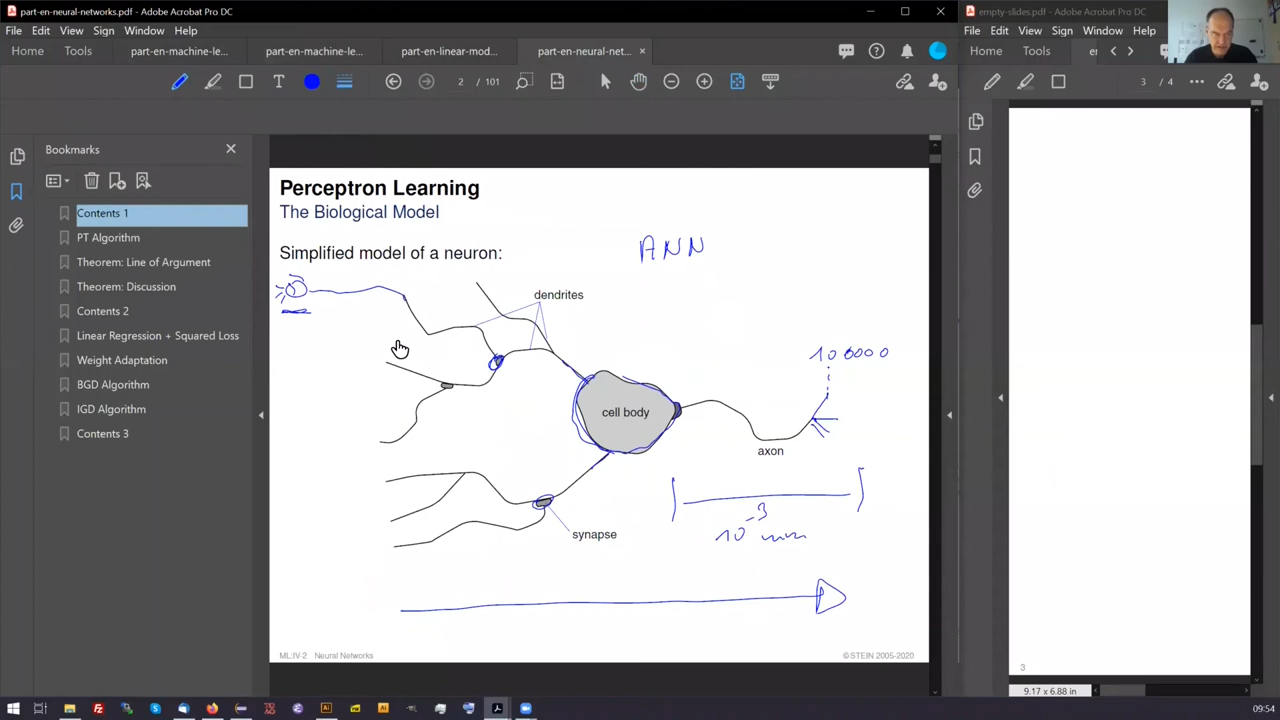 part-en-neural-networks.pdf - Adobe Acrobat Pro DC
File Edit View Sign Window Help
Home Tools part-en-machine-le... part-en-machine-le... part-en-linear-mod... part-en-neural-net... ×
2 / 101
Bookmarks
Contents 1
PT Algorithm
Theorem: Line of Argument
Theorem: Discussion
Contents 2
Linear Regression + Squared Loss
Weight Adaptation
BGD Algorithm
IGD Algorithm
Contents 3
Perceptron Learning
The Biological Model
Simplified model of a neuron:
ANN
dendrites
100000
cell body
axon
synapse
10⁻³ mm
ML:IV-2 Neural Networks
© STEIN 2005-2020
empty-slides.pdf - Adobe Acrobat Pro DC
File Edit View Sign Window Help
Home Tools
3 / 4
3
9.17 x 6.88 in
09:54